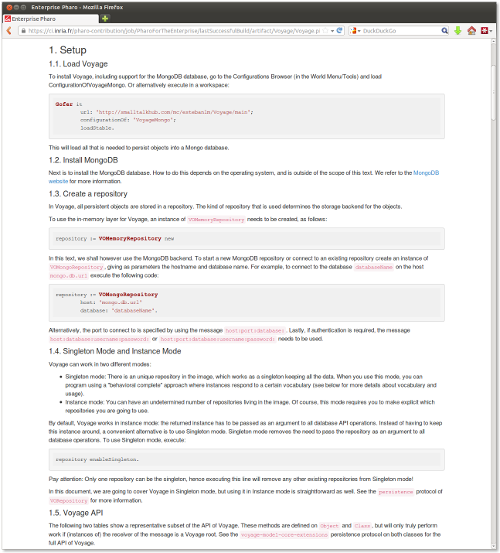 Enterprise Pharo - Mozilla Firefox
Enterprise Pharo
https://ci.inria.fr/pharo-contribution/job/PharoForTheEnterprise/lastSuccessfulBuild/artifact/Voyage/Voyage.p
DuckDuckGo
1. Setup
1.1. Load Voyage
To install Voyage, including support for the MongoDB database, go to the Configurations Browser (in the World Menu/Tools) and load
ConfigurationOfVoyageMongo. Or alternatively execute in a workspace:
Gofer it
url: 'http://smalltalkhub.com/mc/estebanlm/Voyage/main';
configurationOf: 'VoyageMongo';
loadStable.
This will load all that is needed to persist objects into a Mongo database.
1.2. Install MongoDB
Next is to install the MongoDB database. How to do this depends on the operating system, and is outside of the scope of this text. We refer to the MongoDB
website for more information.
1.3. Create a repository
In Voyage, all persistent objects are stored in a repository. The kind of repository that is used determines the storage backend for the objects.
To use the in-memory layer for Voyage, an instance of VOMemoryRepository needs to be created, as follows:
repository := VOMemoryRepository new
In this text, we shall however use the MongoDB backend. To start a new MongoDB repository or connect to an existing repository create an instance of
VOMongoRepository, giving as parameters the hostname and database name. For example, to connect to the database databaseName on the host
mongo.db.url execute the following code:
repository := VOMongoRepository
host: 'mongo.db.url'
database: 'databaseName'.
Alternatively, the port to connect to is specified by using the message host:port:database:. Lastly, if authentication is required, the message
host:database:username:password: or host:port:database:username:password: needs to be used.
1.4. Singleton Mode and Instance Mode
Voyage can work in two different modes:
• Singleton mode: There is an unique repository in the image, which works as a singleton keeping all the data. When you use this mode, you can
program using a "behavioral complete" approach where instances respond to a certain vocabulary (see below for more details about vocabulary and
usage).
• Instance mode: You can have an undetermined number of repositories living in the image. Of course, this mode requires you to make explicit which
repositories you are going to use.
By default, Voyage works in instance mode: the returned instance has to be passed as an argument to all database API operations. Instead of having to keep
this instance around, a convenient alternative is to use Singleton mode. Singleton mode removes the need to pass the repository as an argument to all
database operations. To use Singleton mode, execute:
repository enableSingleton.
Pay attention: Only one repository can be the singleton, hence executing this line will remove any other existing repositories from Singleton mode!
In this document, we are going to cover Voyage in Singleton mode, but using it in Instance mode is straightforward as well. See the persistence protocol of
VORepository for more information.
1.5. Voyage API
The following two tables show a representative subset of the API of Voyage. These methods are defined on Object and Class, but will only truly perform
work if (instances of) the receiver of the message is a Voyage root. See the voyage-model-core-extensions persistence protocol on both classes for the
full API of Voyage.